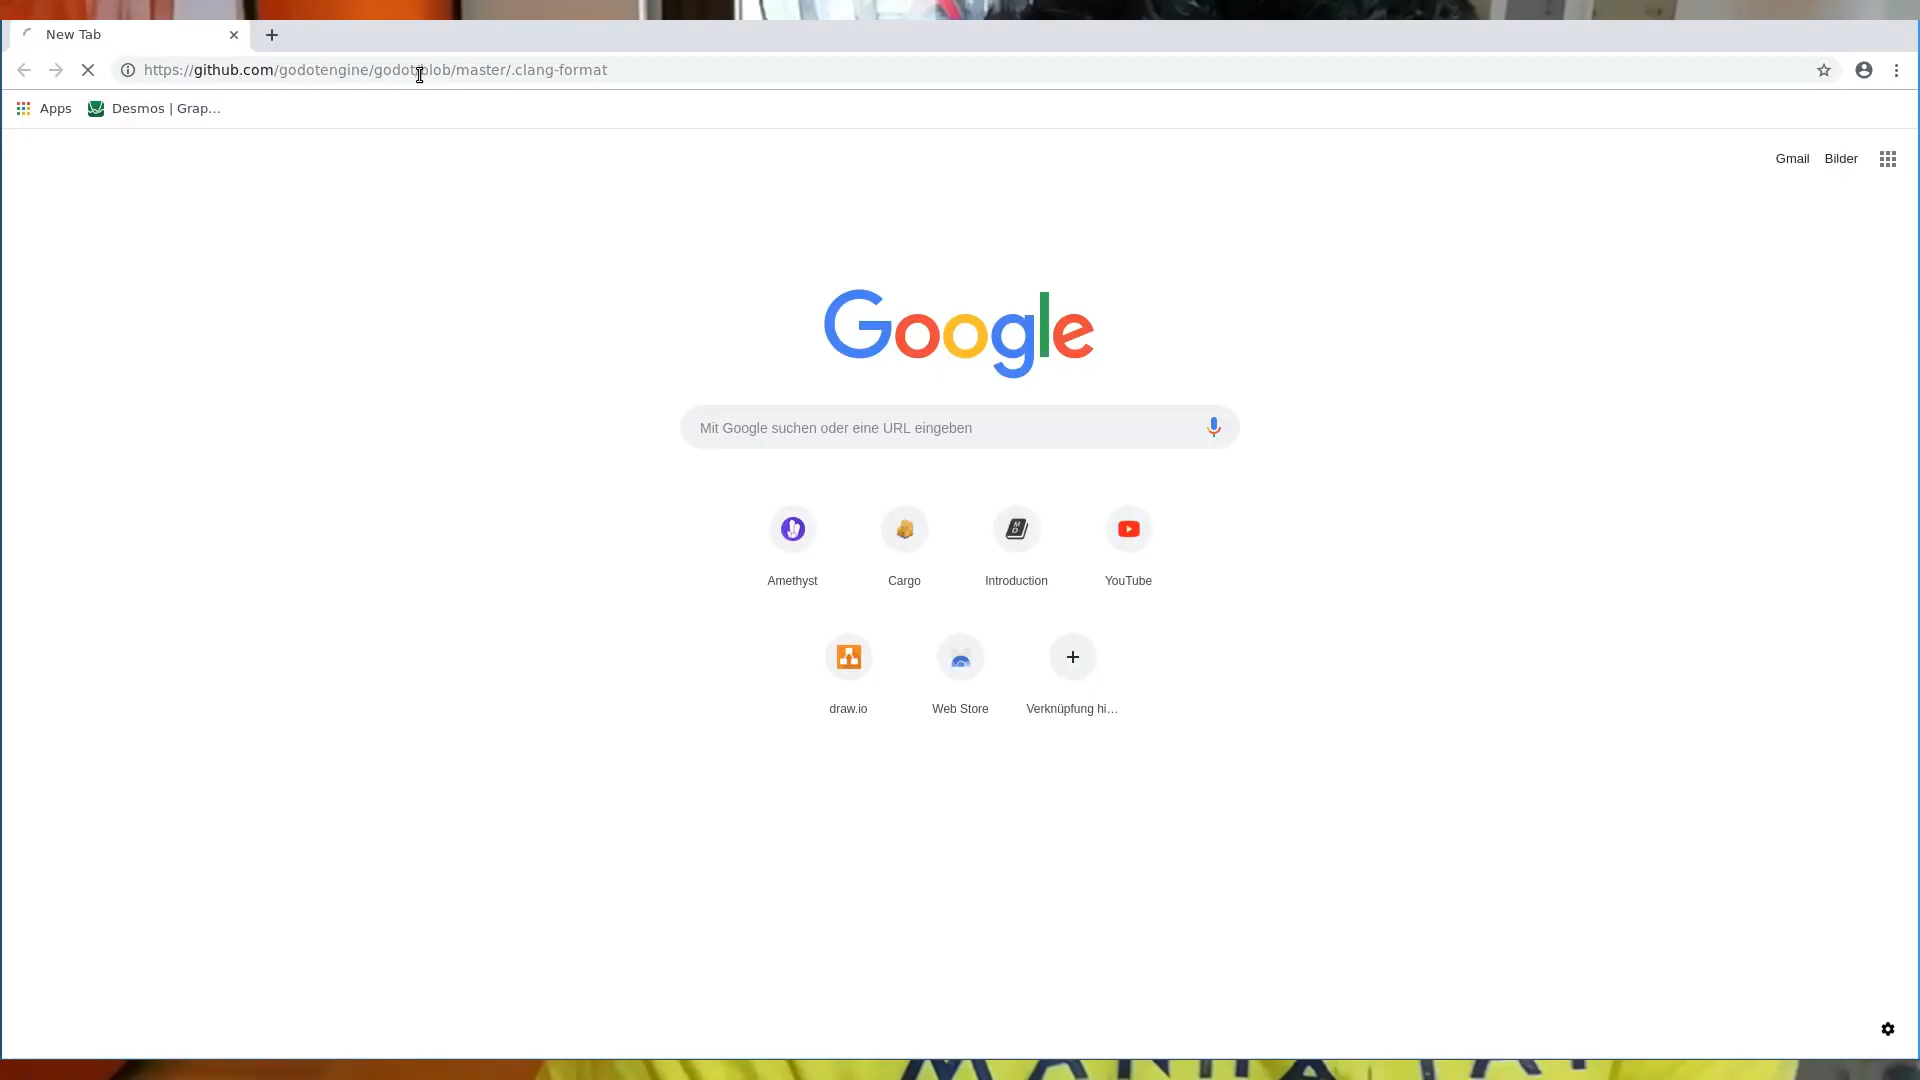 New Tab
https://github.com/godotengine/godot/blob/master/.clang-format
Apps
Desmos | Grap...
Gmail
Bilder
Google
Mit Google suchen oder eine URL eingeben
Amethyst
Cargo
Introduction
YouTube
draw.io
Web Store
Verknüpfung hi...